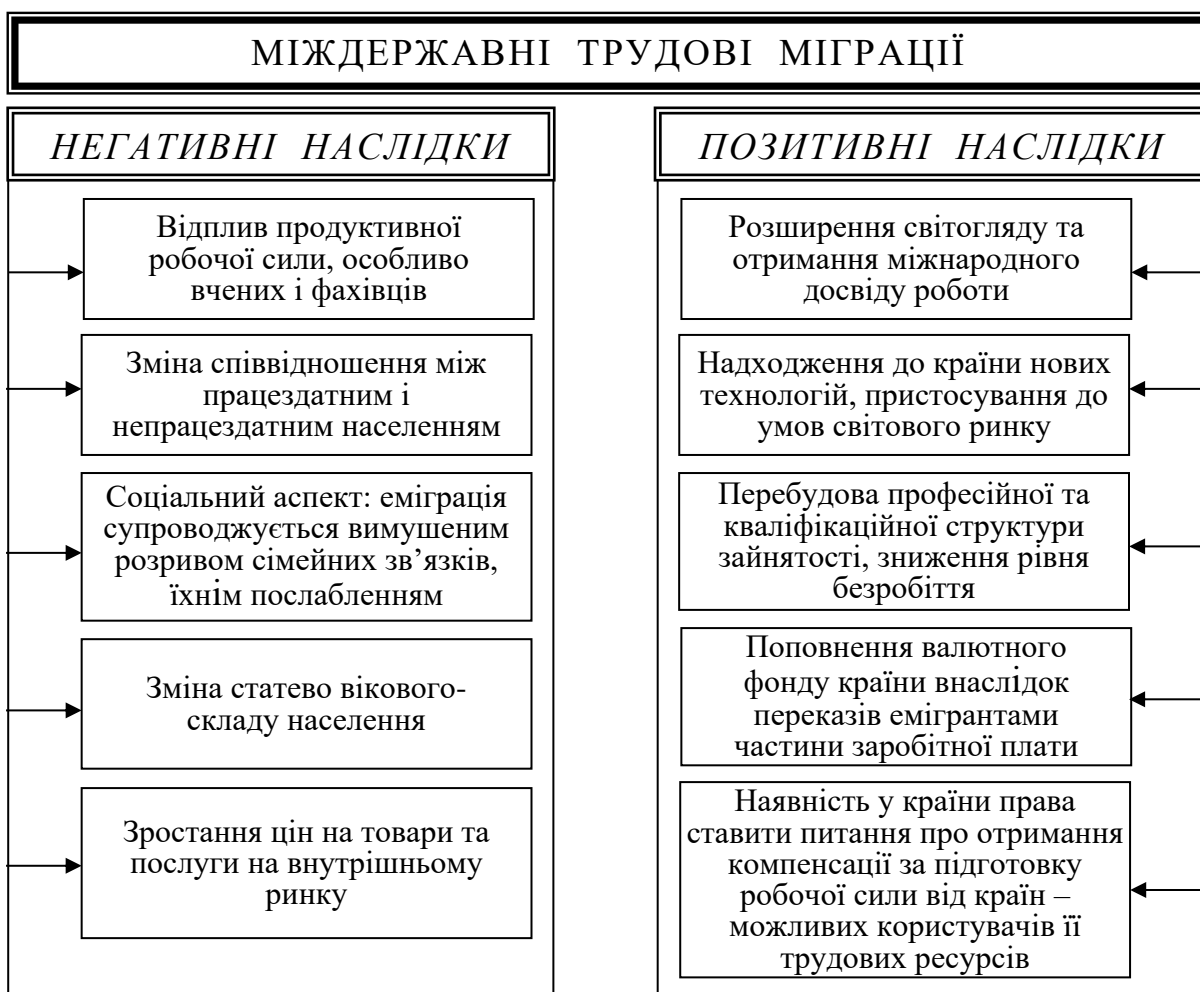 МІЖДЕРЖАВНІ ТРУДОВІ МІГРАЦІЇ
НЕГАТИВНІ НАСЛІДКИ
Відплив продуктивної
робочої сили, особливо
вчених і фахівців
Зміна співвідношення між
працездатним і
непрацездатним населенням
Соціальний аспект: еміграція
супроводжується вимушеним
розривом сімейних зв’язків,
їхнім послабленням
Зміна статево вікового-
складу населення
Зростання цін на товари та
послуги на внутрішньому
ринку
ПОЗИТИВНІ НАСЛІДКИ
Розширення світогляду та
отримання міжнародного
досвіду роботи
Надходження до країни нових
технологій, пристосування до
умов світового ринку
Перебудова професійної та
кваліфікаційної структури
зайнятості, зниження рівня
безробіття
Поповнення валютного
фонду країни внаслідок
переказів емігрантами
частини заробітної плати
Наявність у країни права
ставити питання про отримання
компенсації за підготовку
робочої сили від країн –
можливих користувачів її
трудових ресурсів